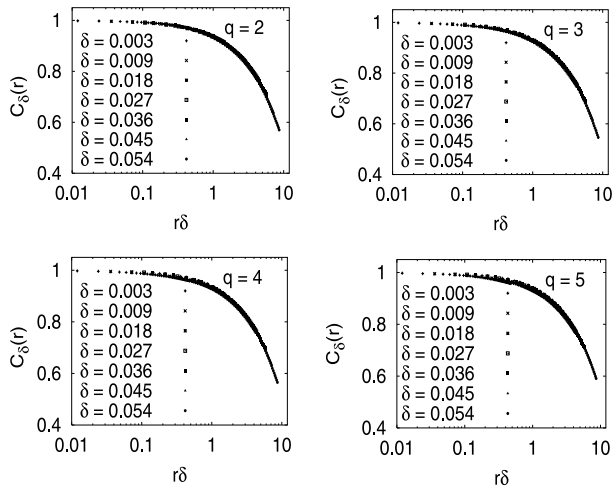 1
0.8
0.6
0.4
C_δ(r)
q = 2
δ = 0.003
δ = 0.009
δ = 0.018
δ = 0.027
δ = 0.036
δ = 0.045
δ = 0.054
0.01 0.1 1 10
rδ
1
0.8
0.6
0.4
C_δ(r)
q = 3
δ = 0.003
δ = 0.009
δ = 0.018
δ = 0.027
δ = 0.036
δ = 0.045
δ = 0.054
0.01 0.1 1 10
rδ
1
0.8
0.6
0.4
C_δ(r)
q = 4
δ = 0.003
δ = 0.009
δ = 0.018
δ = 0.027
δ = 0.036
δ = 0.045
δ = 0.054
0.01 0.1 1 10
rδ
1
0.8
0.6
0.4
C_δ(r)
q = 5
δ = 0.003
δ = 0.009
δ = 0.018
δ = 0.027
δ = 0.036
δ = 0.045
δ = 0.054
0.01 0.1 1 10
rδ